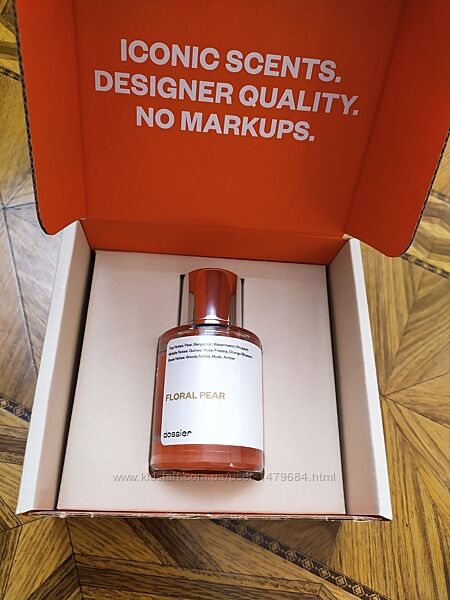 ICONIC SCENTS.
DESIGNER QUALITY.
NO MARKUPS.
Top Notes: Pear, Bergamot, Watermelon, Rhubarb
Middle Notes: Quince, Rose, Freesia, Orange Blossom
Base Notes: Woody Notes, Musk, Amber
FLORAL PEAR
dossier